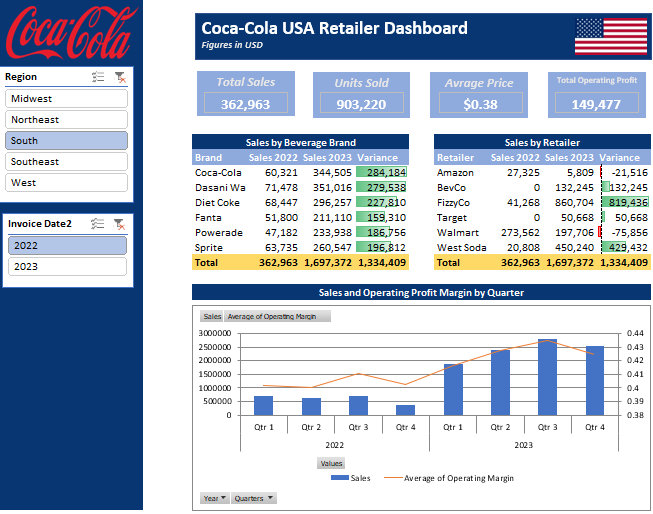 Coca-Cola
Coca-Cola USA Retailer Dashboard
Figures in USD
Region
Midwest
Northeast
South
Southeast
West
Invoice Date2
2022
2023
Total Sales
362,963
Units Sold
903,220
Avrage Price
$0.38
Total Operating Profit
149,477
Sales by Beverage Brand
Brand Sales 2022 Sales 2023 Variance
Coca-Cola 60,321 344,505 284,184
Dasani Wa 71,478 351,016 279,538
Diet Coke 68,447 296,257 227,810
Fanta 51,800 211,110 159,310
Powerade 47,182 233,938 186,756
Sprite 63,735 260,547 196,812
Total 362,963 1,697,372 1,334,409
Sales by Retailer
Retailer Sales 2022 Sales 2023 Variance
Amazon 27,325 5,809 -21,516
BevCo 0 132,245 132,245
FizzyCo 41,268 860,704 819,436
Target 0 50,668 50,668
Walmart 273,562 197,706 -75,856
West Soda 20,808 450,240 429,432
Total 362,963 1,697,372 1,334,409
Sales and Operating Profit Margin by Quarter
Sales Average of Operating Margin
3000000 0.44
2500000 0.43
2000000 0.42
1500000 0.41
1000000 0.4
500000 0.39
0 0.38
Qtr 1 Qtr 2 Qtr 3 Qtr 4 Qtr 1 Qtr 2 Qtr 3 Qtr 4
2022 2023
Values
Sales Average of Operating Margin
Year Quarters